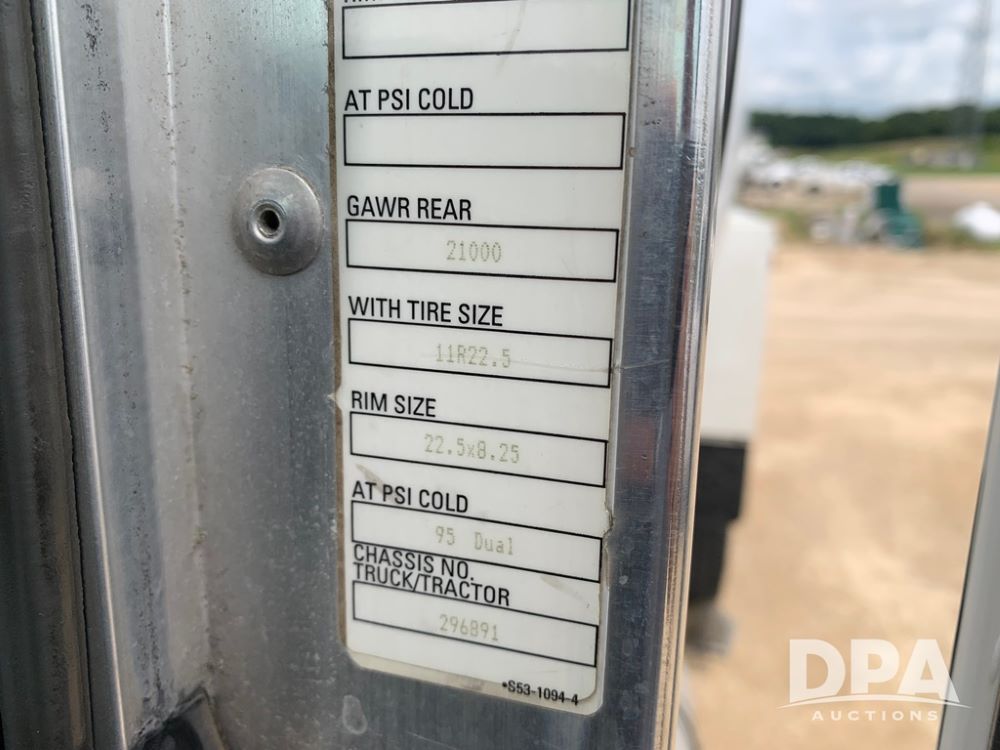 AT PSI COLD
GAWR REAR
21000
WITH TIRE SIZE
11R22.5
RIM SIZE
22.5x8.25
AT PSI COLD
95 Dual
CHASSIS NO.
TRUCK/TRACTOR
296891
•S53-1094-4
DPA
AUCTIONS